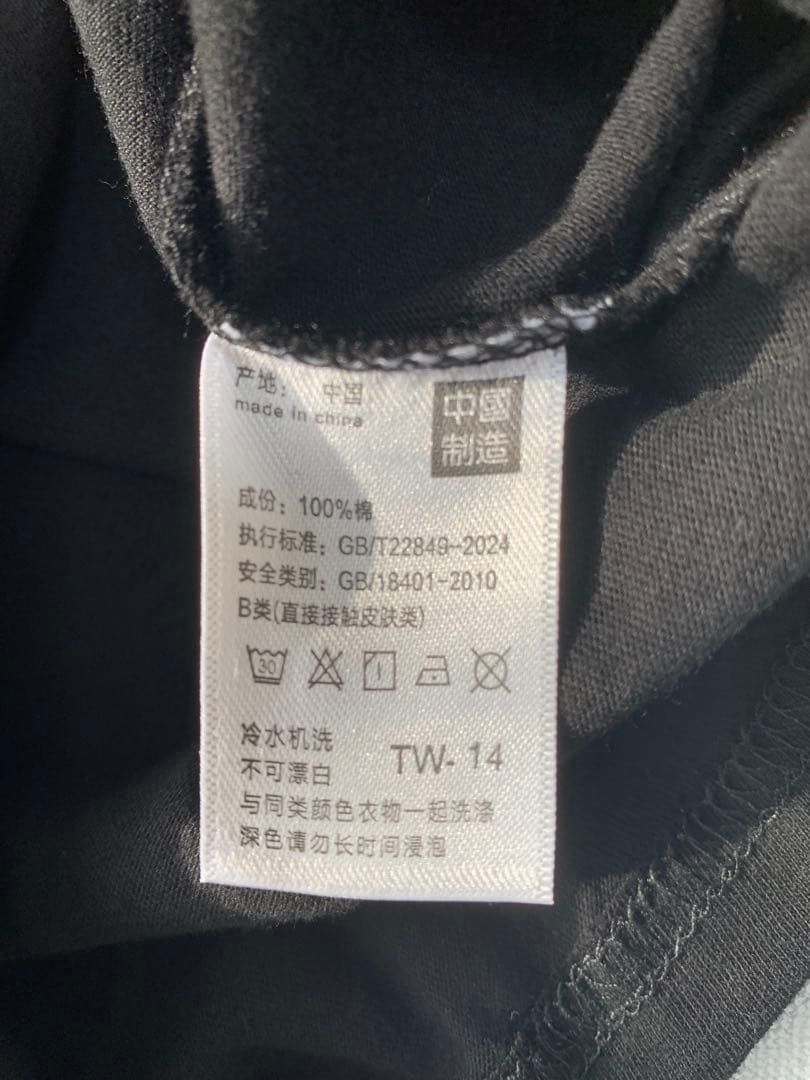 产地： 中国
made in china
中國
制造
成份：100%棉
执行标准：GB/T22849-2024
安全类别：GB/18401-2010
B类(直接接触皮肤类)
30
冷水机洗
不可漂白
TW- 14
与同类颜色衣物一起洗涤
深色请勿长时间浸泡